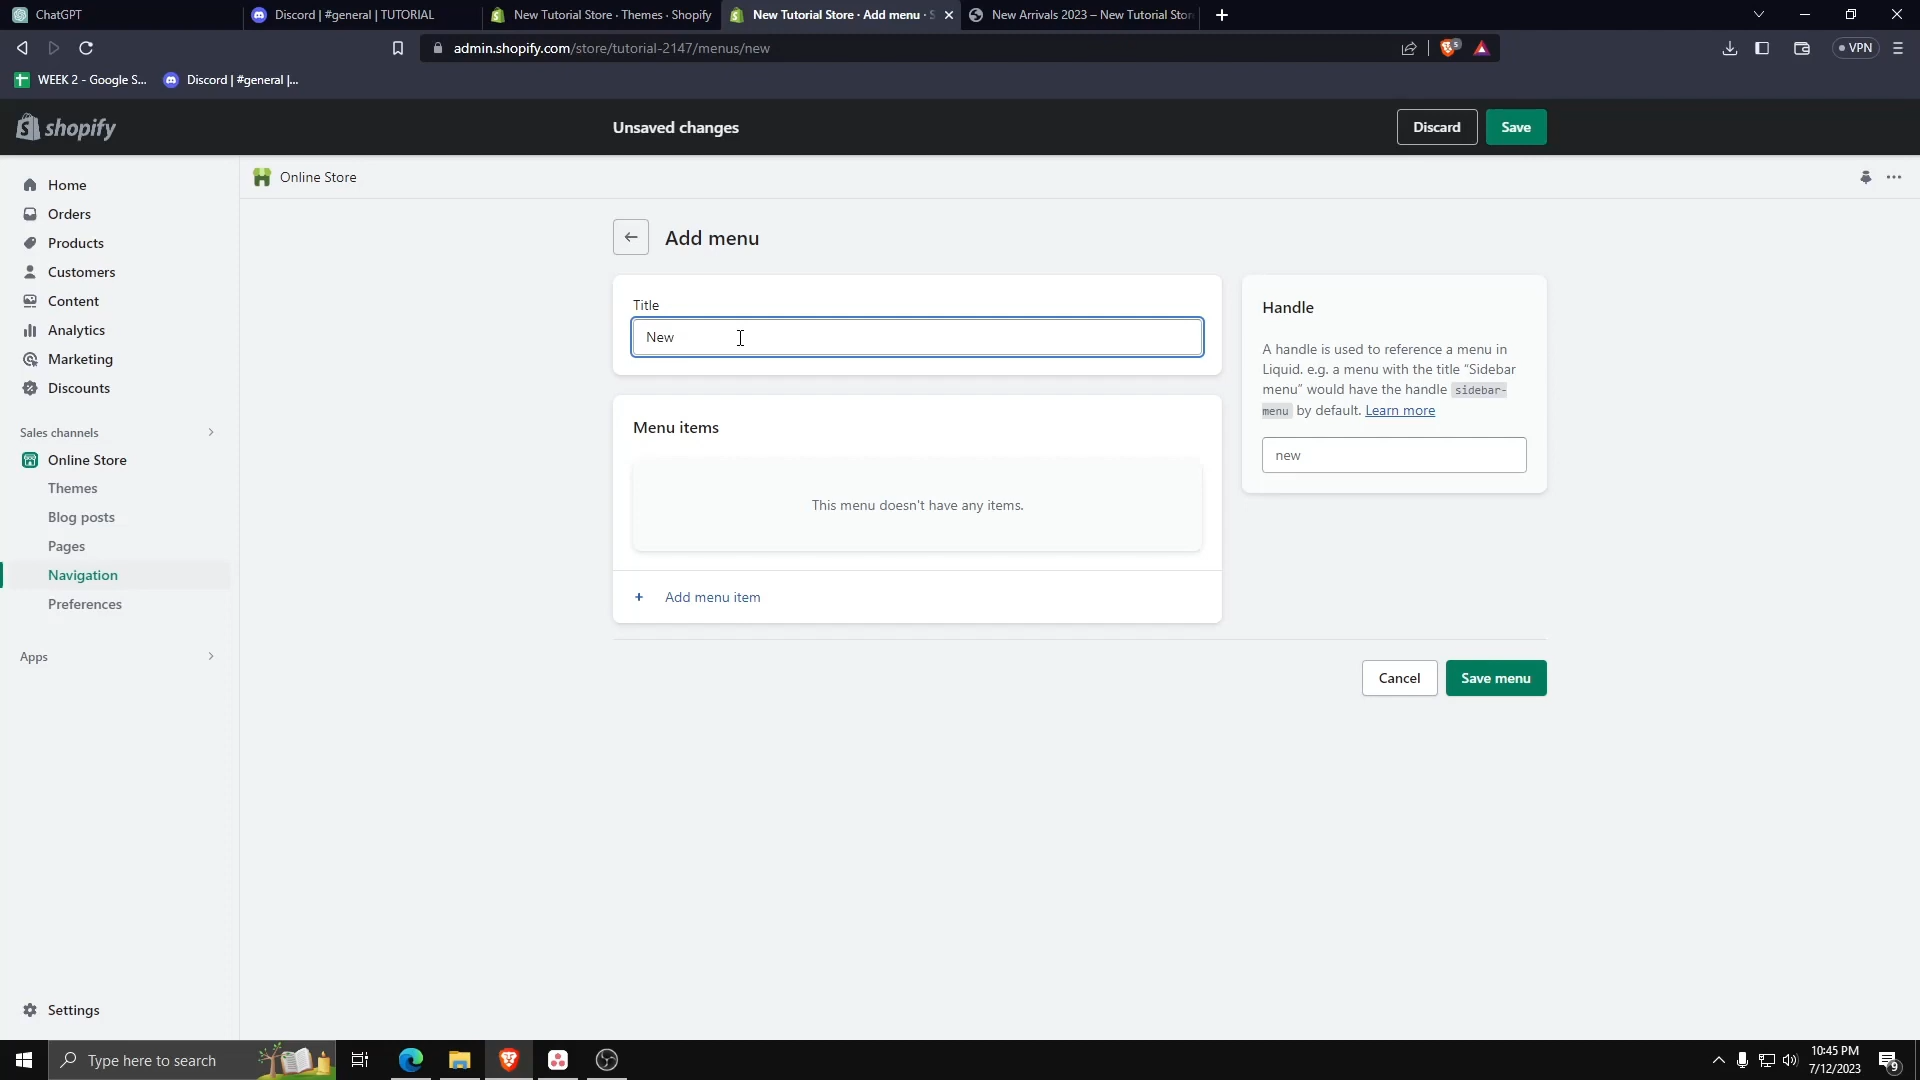 ChatGPT
Discord | #general | TUTORIAL
New Tutorial Store · Themes · Shopify
New Tutorial Store · Add menu · S
New Arrivals 2023 – New Tutorial Stor
admin.shopify.com/store/tutorial-2147/menus/new
5
VPN
WEEK 2 - Google S...
Discord | #general |...
shopify
Unsaved changes
Discard
Save
Home
Orders
Products
Customers
Content
Analytics
Marketing
Discounts
Sales channels
Online Store
Themes
Blog posts
Pages
Navigation
Preferences
Apps
Settings
Online Store
Add menu
Title
New
Menu items
This menu doesn't have any items.
+ Add menu item
Handle
A handle is used to reference a menu in
Liquid. e.g. a menu with the title “Sidebar
menu” would have the handle sidebar-
menu by default. Learn more
new
Cancel
Save menu
Type here to search
10:45 PM
7/12/2023
9